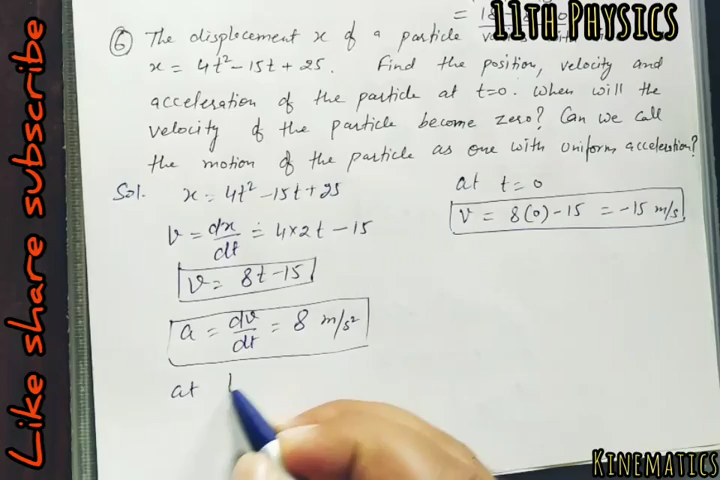 11th Physics
⑥ The displacement x of a particle
x = 4t² - 15t + 25. Find the position, velocity and
acceleration of the particle at t=0. When will the
velocity of the particle become zero? Can we call
the motion of the particle as one with uniform acceleration?
Sol. x = 4t² - 15t + 25
v = dx/dt = 4×2t - 15
v = 8t - 15
a = dv/dt = 8 m/s²
at
at t = 0
v = 8(0) - 15 = -15 m/s
Like share subscribe
Kinematics